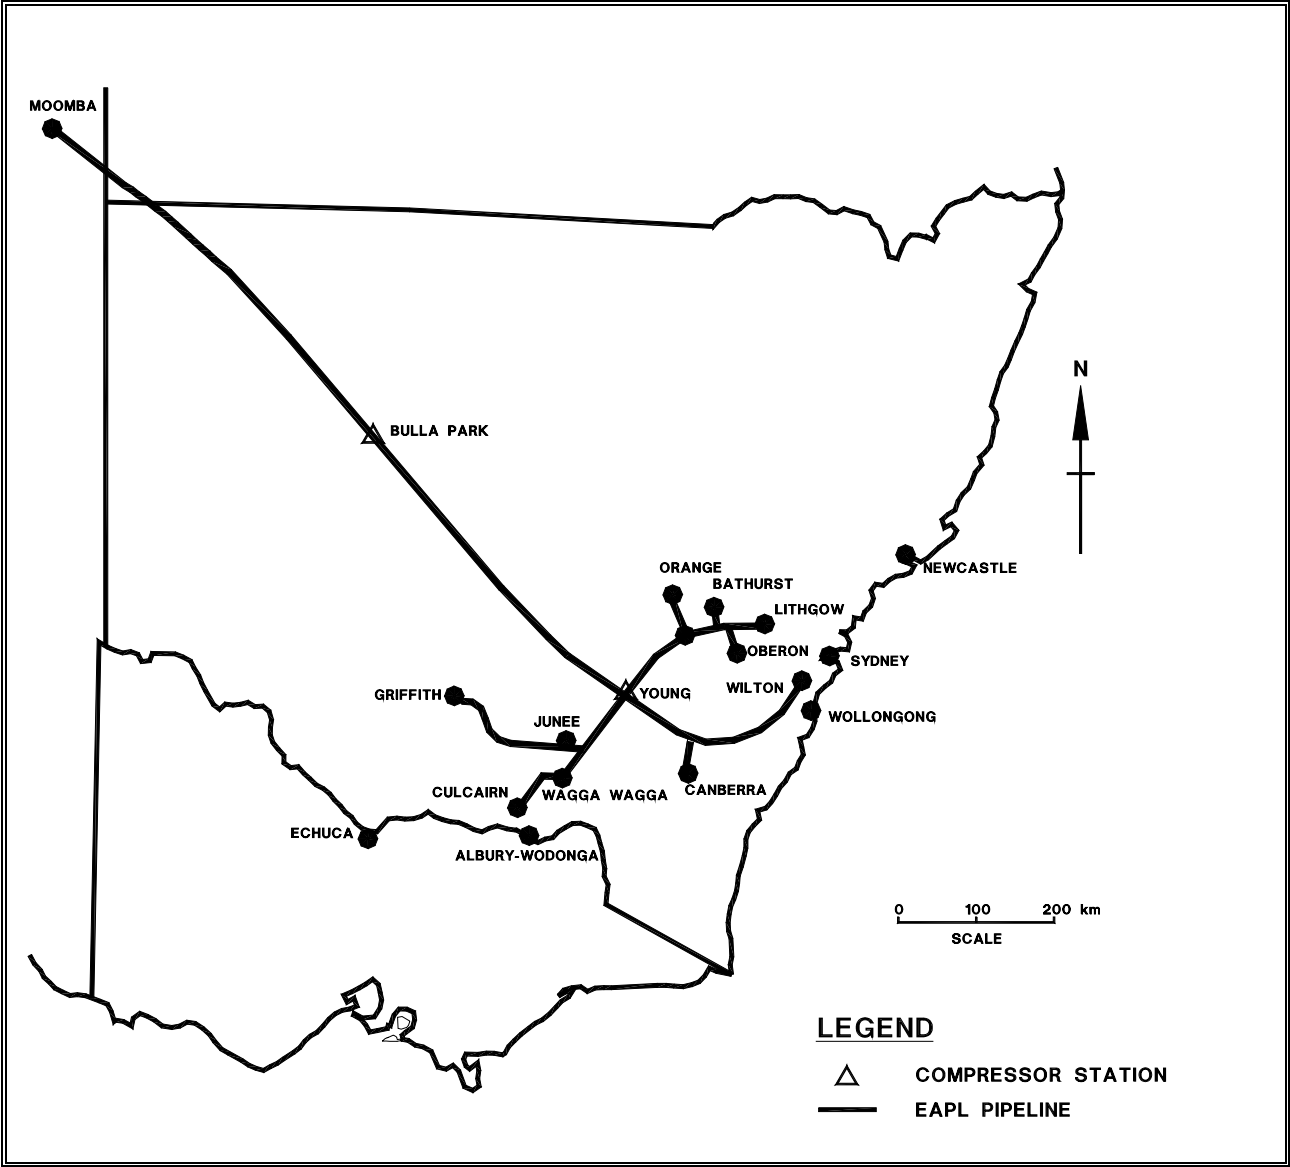 MOOMBA
N
BULLA PARK
NEWCASTLE
ORANGE
BATHURST
LITHGOW
OBERON
SYDNEY
WILTON
GRIFFITH
YOUNG
WOLLONGONG
JUNEE
CULCAIRN
WAGGA WAGGA
CANBERRA
ECHUCA
ALBURY-WODONGA
0 100 200 km
SCALE
LEGEND
COMPRESSOR STATION
EAPL PIPELINE